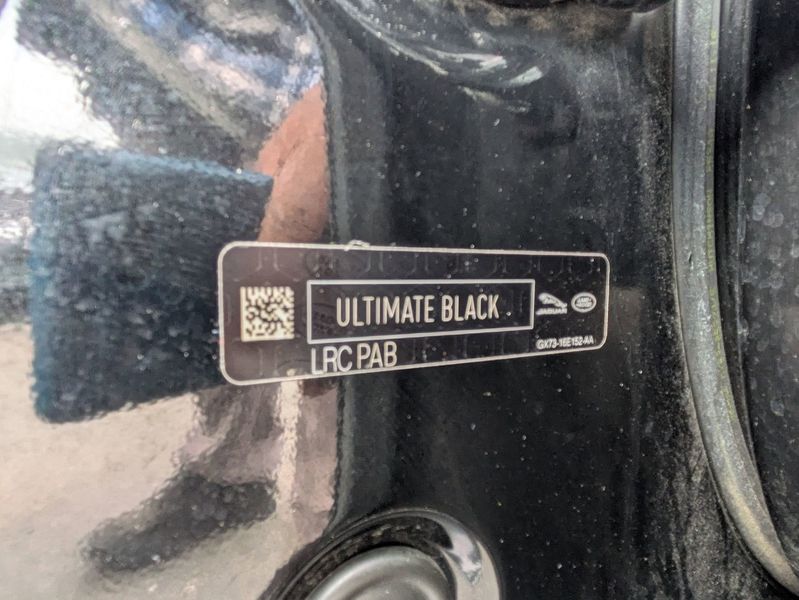 ULTIMATE BLACK
JAGUAR
LAND ROVER
LRC PAB
GX73-16E152-AA